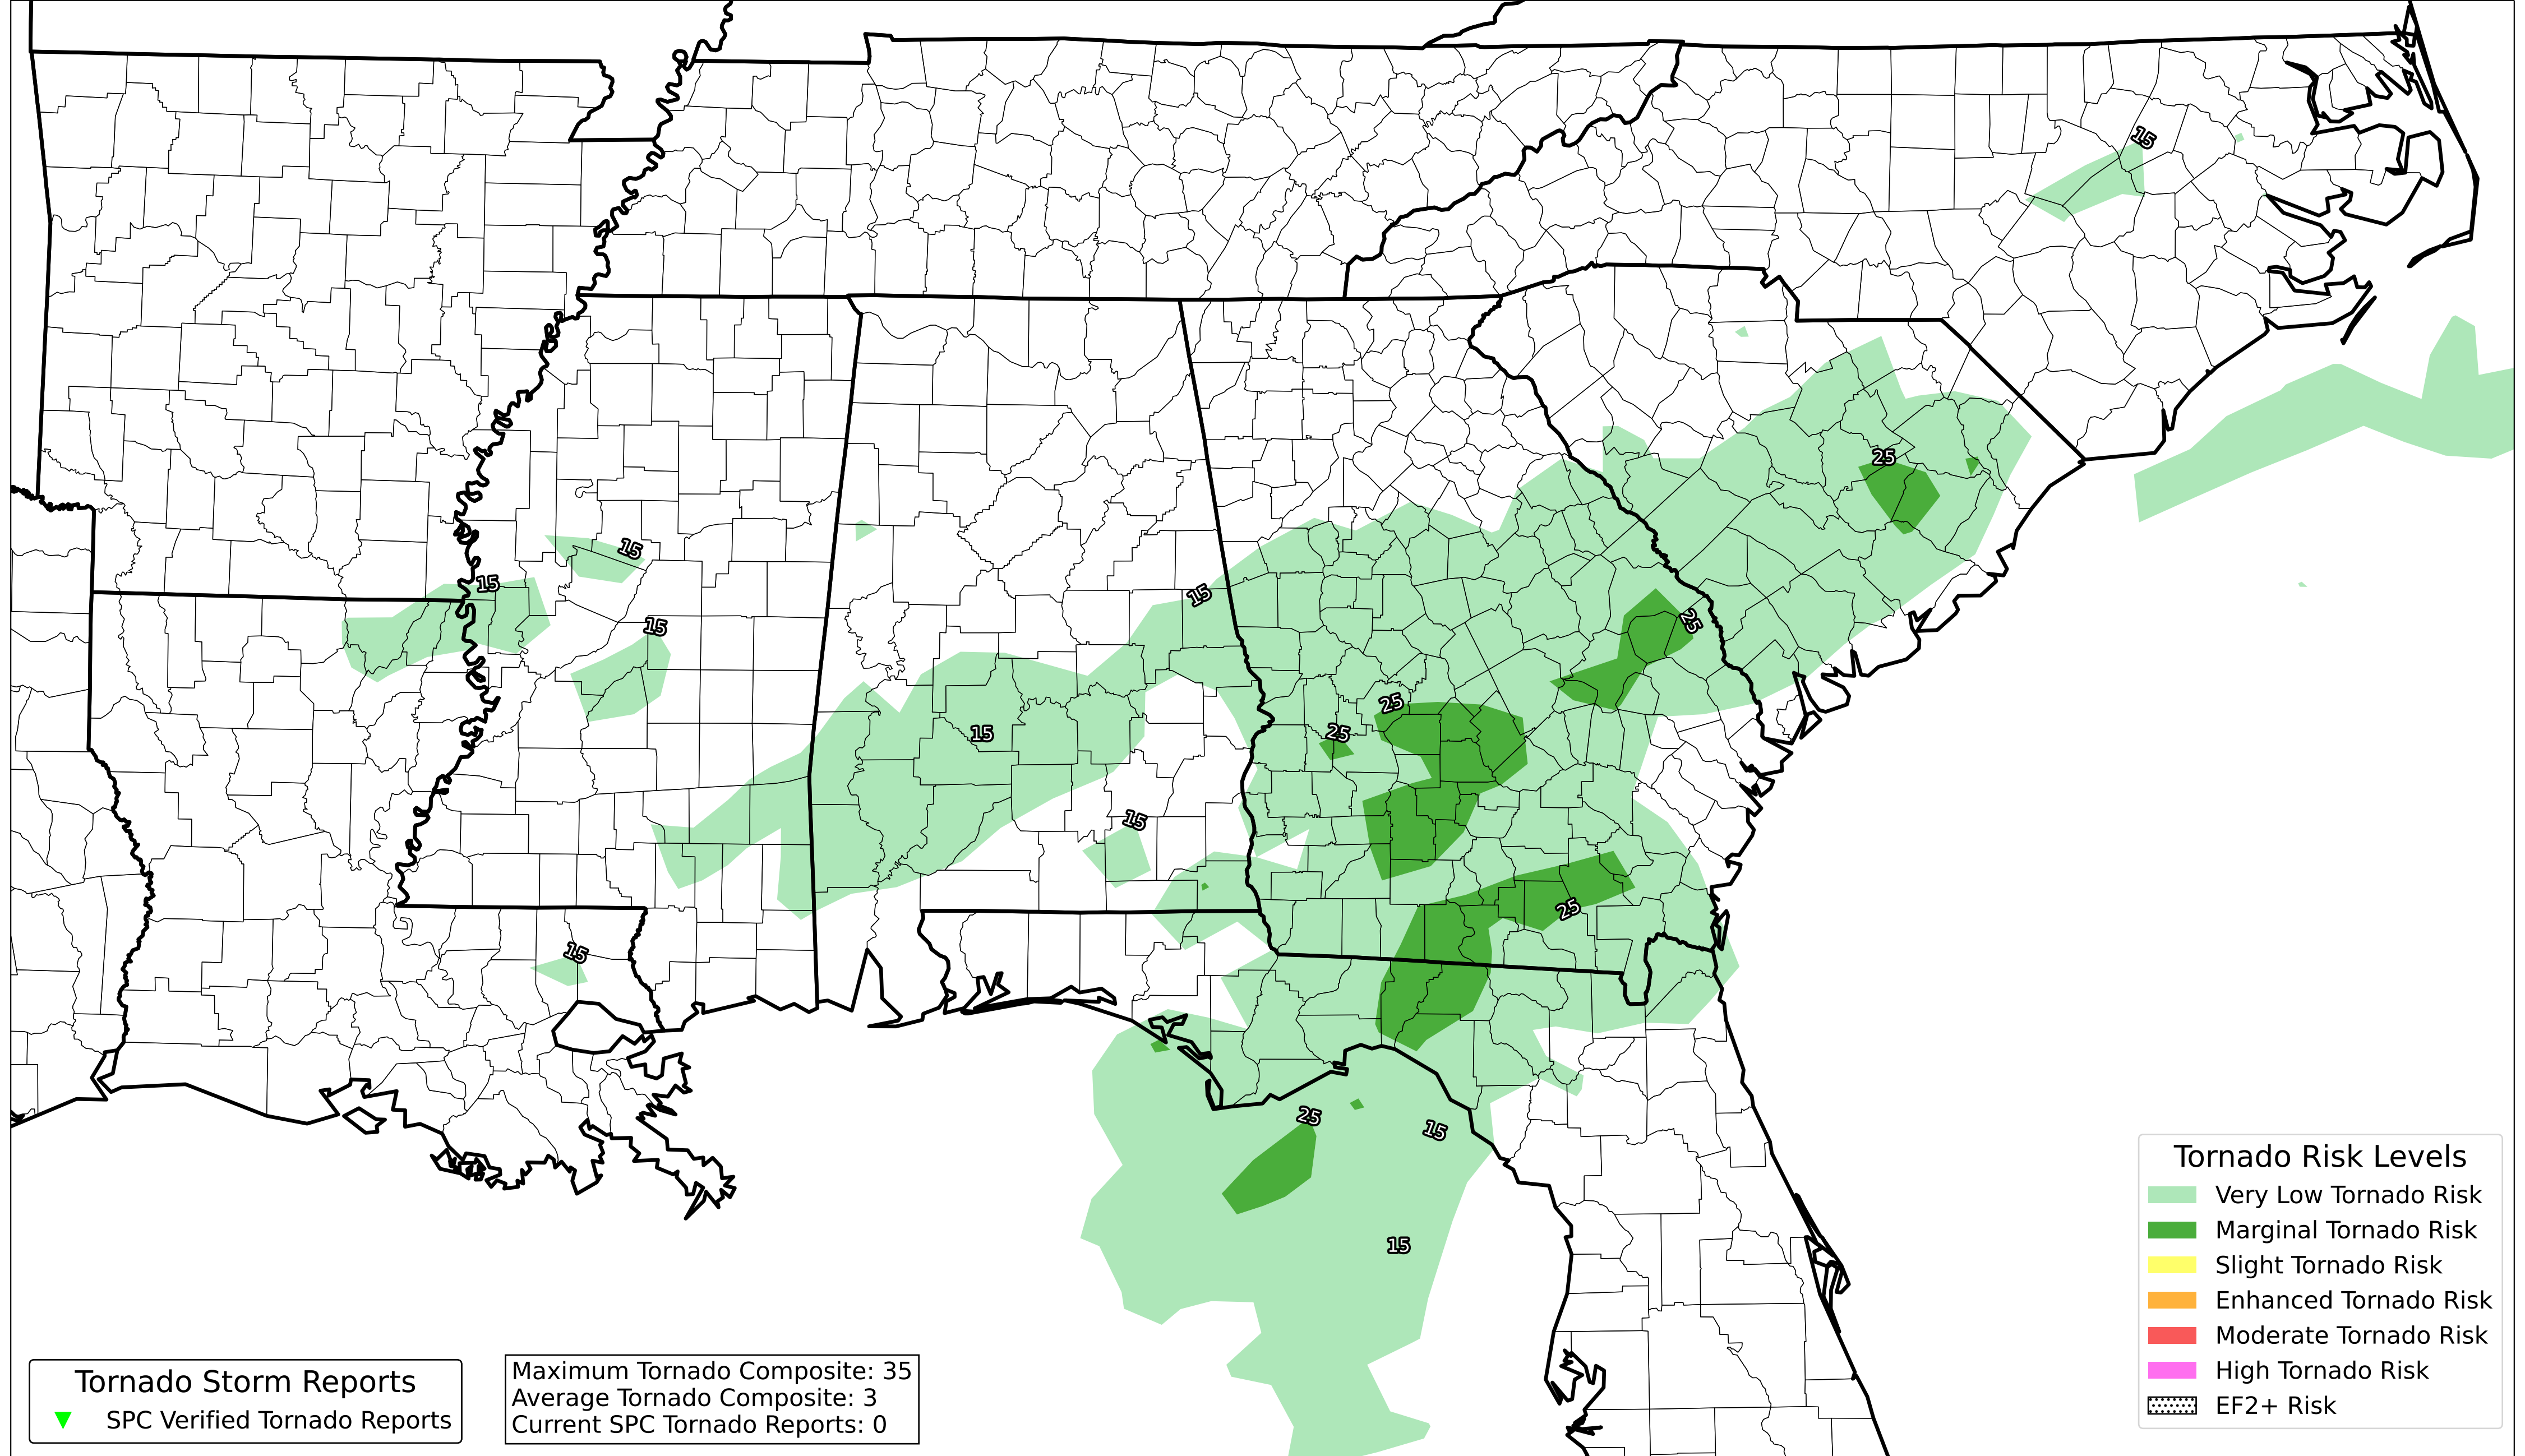 15
15
15
15
15
15
15
15
25
25
25
25
25
25
15
15
15
Tornado Risk Levels
Very Low Tornado Risk
Marginal Tornado Risk
Slight Tornado Risk
Enhanced Tornado Risk
Moderate Tornado Risk
High Tornado Risk
EF2+ Risk
Tornado Storm Reports
SPC Verified Tornado Reports
Maximum Tornado Composite: 35
Average Tornado Composite: 3
Current SPC Tornado Reports: 0